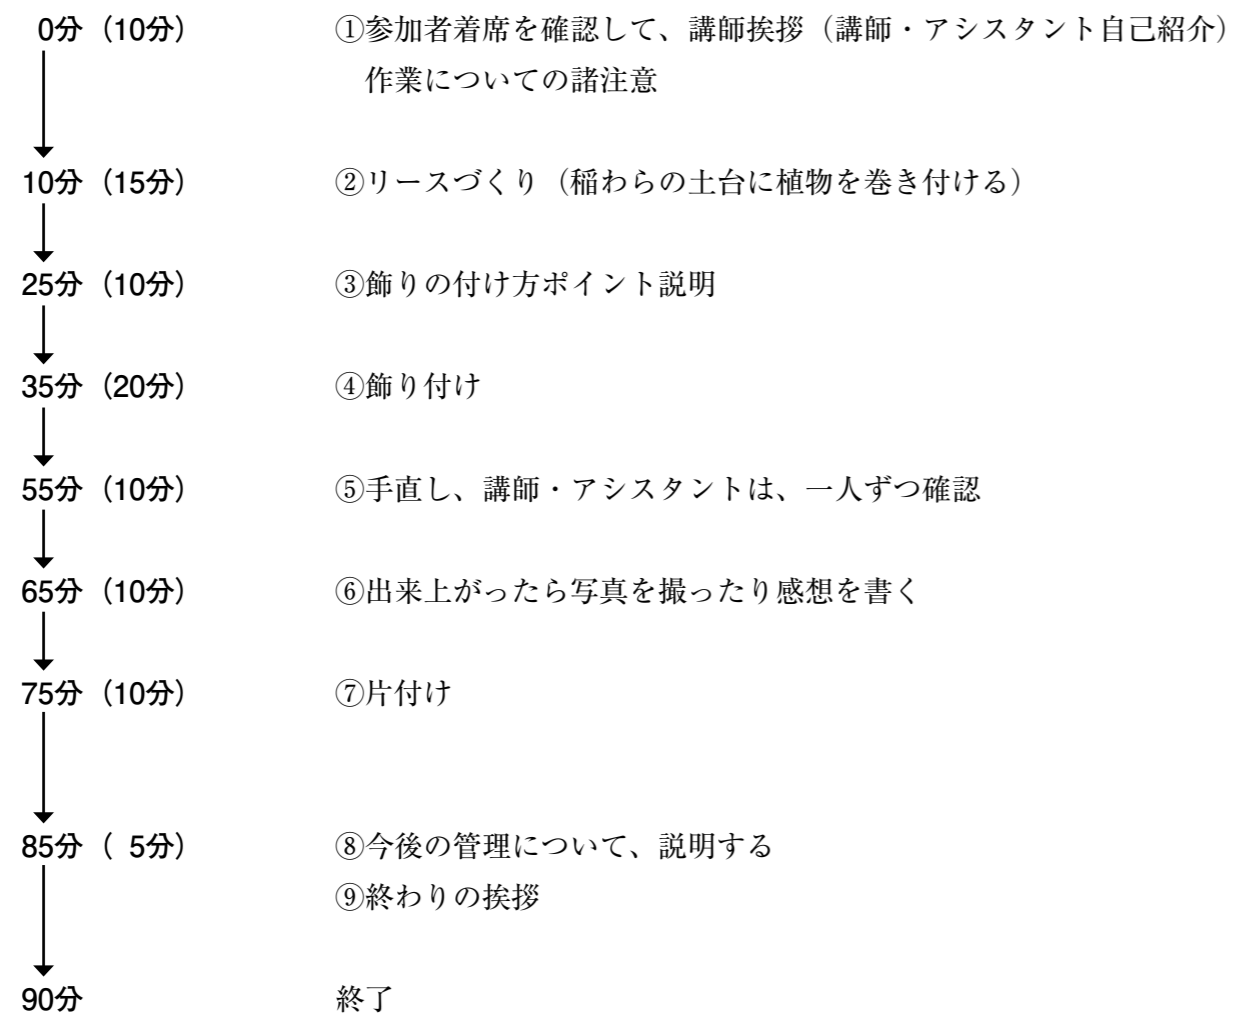 0分（10分） ①参加者着席を確認して、講師挨拶（講師・アシスタント自己紹介）
作業についての諸注意
10分（15分） ②リースづくり（稲わらの土台に植物を巻き付ける）
25分（10分） ③飾りの付け方ポイント説明
35分（20分） ④飾り付け
55分（10分） ⑤手直し、講師・アシスタントは、一人ずつ確認
65分（10分） ⑥出来上がったら写真を撮ったり感想を書く
75分（10分） ⑦片付け
85分（ 5分） ⑧今後の管理について、説明する
⑨終わりの挨拶
90分 終了